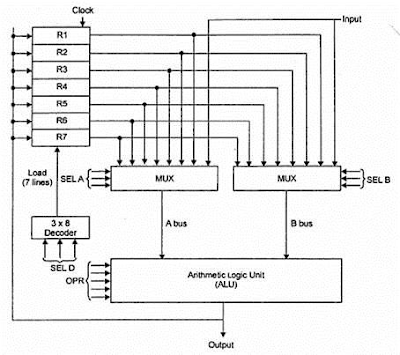 Clock
Input
R1
R2
R3
R4
R5
R6
R7
Load
(7 lines)
SEL A
MUX
MUX
SEL B
3 x 8
Decoder
A bus
B bus
SEL D
OPR
Arithmetic Logic Unit
(ALU)
Output